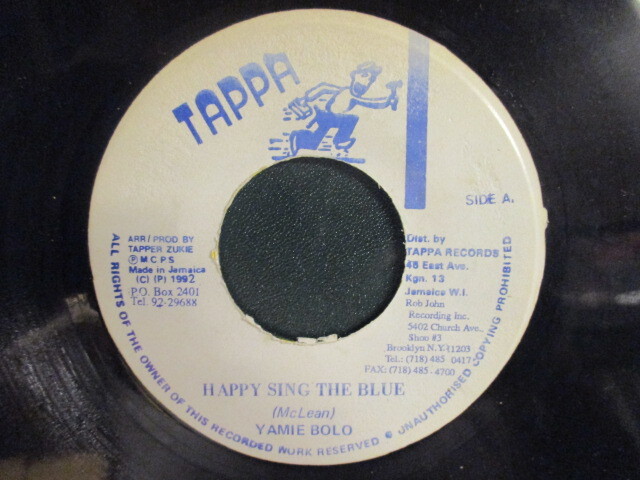 TAPPA
SIDE A.
ARR/PROD BY
TAPPER ZUKIE
Ⓟ M C P S
Made in Jamaica
(C) (P) 1992
P.O. Box 2401
Tel. 92-29688
Dist. by
TAPPA RECORDS
48 East Ave.
Kgn. 13
Jamaica W.I.
Rob John
Recording Inc.
5402 Church Ave..
Shop #3
Brooklyn N.Y. 11203
Tel.: (718) 485 0417
FAX: (718) 485 - 4700
HAPPY SING THE BLUE
(McLean)
YAMIE BOLO
ALL RIGHTS OF THE OWNER OF THIS RECORDED WORK RESERVED ● UNAUTHORISED COPYING PROHIBITED